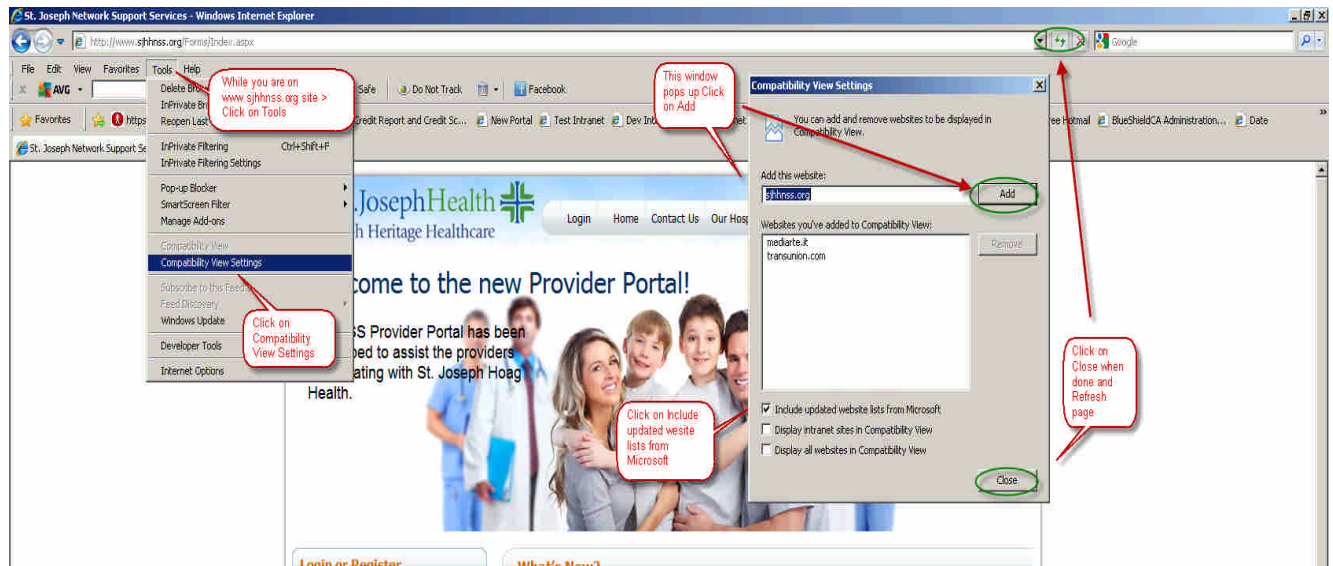 St. Joseph Network Support Services - Windows Internet Explorer
http://www.sjhhnss.org/Forms/Index.aspx
Google
File Edit View Favorites Tools Help
x AVG
Safe Do Not Track Facebook
Favorites https
Credit Report and Credit Sc... New Portal Test Intranet Dev Int
ee Hotmail BlueShieldCA Administration... Date
»
St. Joseph Network Support Se
While you are on
www.sjhhnss.org site >
Click on Tools
Delete Bro
InPrivate Bro
Reopen Last
InPrivate Filtering Ctrl+Shift+F
InPrivate Filtering Settings
Pop-up Blocker
SmartScreen Filter
Manage Add-ons
Compatibility View
Compatibility View Settings
Subscribe to this Feed
Feed Discovery
Windows Update
Developer Tools
Internet Options
Click on
Compatibility
View Settings
.JosephHealth
h Heritage Healthcare
Login Home Contact Us Our Hosp
come to the new Provider Portal!
SS Provider Portal has been
ped to assist the providers
ating with St. Joseph Hoag
Health.
Login or Register
What's New?
This window
pops up Click
on Add
Compatibility View Settings
You can add and remove websites to be displayed in
Compatibility View.
Add this website:
sjhhnss.org
Add
Websites you've added to Compatibility View:
mediarte.it
transunion.com
Remove
Include updated website lists from Microsoft
Display intranet sites in Compatibility View
Display all websites in Compatibility View
Close
Click on Include
updated wesite
lists from
Microsoft
Click on
Close when
done and
Refresh
page